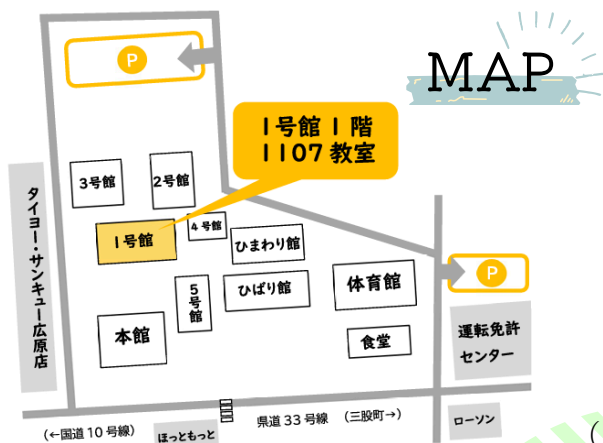 MAP
P
1号館 1 階
1107 教室
3号館
2号館
4 号館
1号館
ひまわり館
タイヨー・サンキュー広原店
5号館
ひばり館
体育館
P
本館
食堂
運転免許
センター
県道 33 号線 (三股町→)
(←国道 10 号線)
ほっともっと
ローソン
(